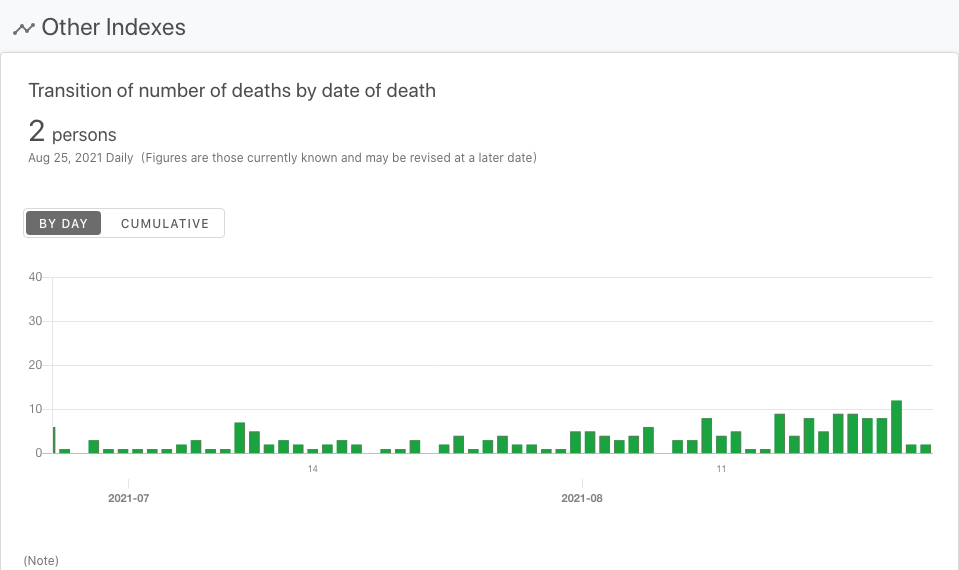 Other Indexes
Transition of number of deaths by date of death
2 persons
Aug 25, 2021 Daily (Figures are those currently known and may be revised at a later date)
BY DAY CUMULATIVE
40
30
20
10
0
14 11
2021-07 2021-08
(Note)